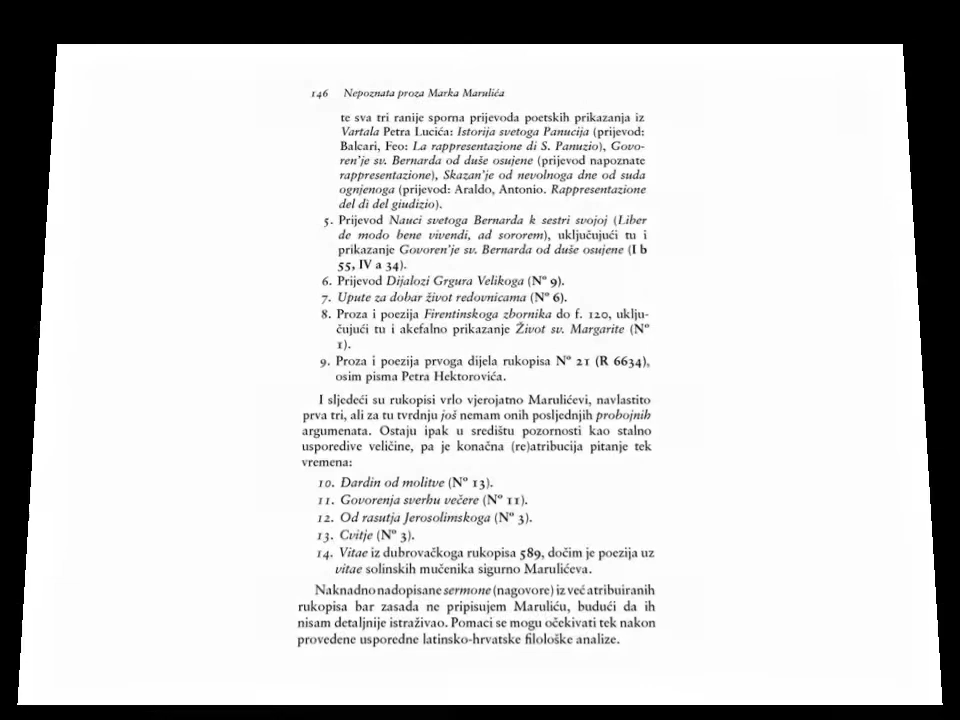 146 Nepoznata proza Marka Marulića
te sva tri ranije sporna prijevoda poetskih prikazanja iz
Vartala Petra Lucića: Istorija svetoga Panucija (prijevod:
Balcari, Feo: La rappresentazione di S. Panuzio), Govo-
ren'je sv. Bernarda od duše osujene (prijevod napoznate
rappresentazione), Skazan'je od nevolnoga dne od suda
ognjenoga (prijevod: Araldo, Antonio. Rappresentazione
del dì del giudizio).
5. Prijevod Nauci svetoga Bernarda k sestri svojoj (Liber
de modo bene vivendi, ad sororem), uključujući tu i
prikazanje Govoren'je sv. Bernarda od duše osujene (I b
55, IV a 34).
6. Prijevod Dijalozi Grgura Velikoga (N° 9).
7. Upute za dobar život redovnicama (N° 6).
8. Proza i poezija Firentinskoga zbornika do f. 120, uklju-
čujući tu i akefalno prikazanje Život sv. Margarite (N°
1).
9. Proza i poezija prvoga dijela rukopisa N° 21 (R 6634),
osim pisma Petra Hektorovića.
I sljedeći su rukopisi vrlo vjerojatno Marulićevi, navlastito
prva tri, ali za tu tvrdnju još nemam onih posljednjih probojnih
argumenata. Ostaju ipak u središtu pozornosti kao stalno
usporedive veličine, pa je konačna (re)atribucija pitanje tek
vremena:
10. Dardin od molitve (N° 13).
11. Govorenja sverhu večere (N° 11).
12. Od rasutja Jerosolimskoga (N° 3).
13. Cvitje (N° 3).
14. Vitae iz dubrovačkoga rukopisa 589, dočim je poezija uz
vitae solinskih mučenika sigurno Marulićeva.
Naknadno nadopisane sermone (nagovore) iz već atribuiranih
rukopisa bar zasada ne pripisujem Maruliću, budući da ih
nisam detaljnije istraživao. Pomaci se mogu očekivati tek nakon
provedene usporedne latinsko-hrvatske filološke analize.